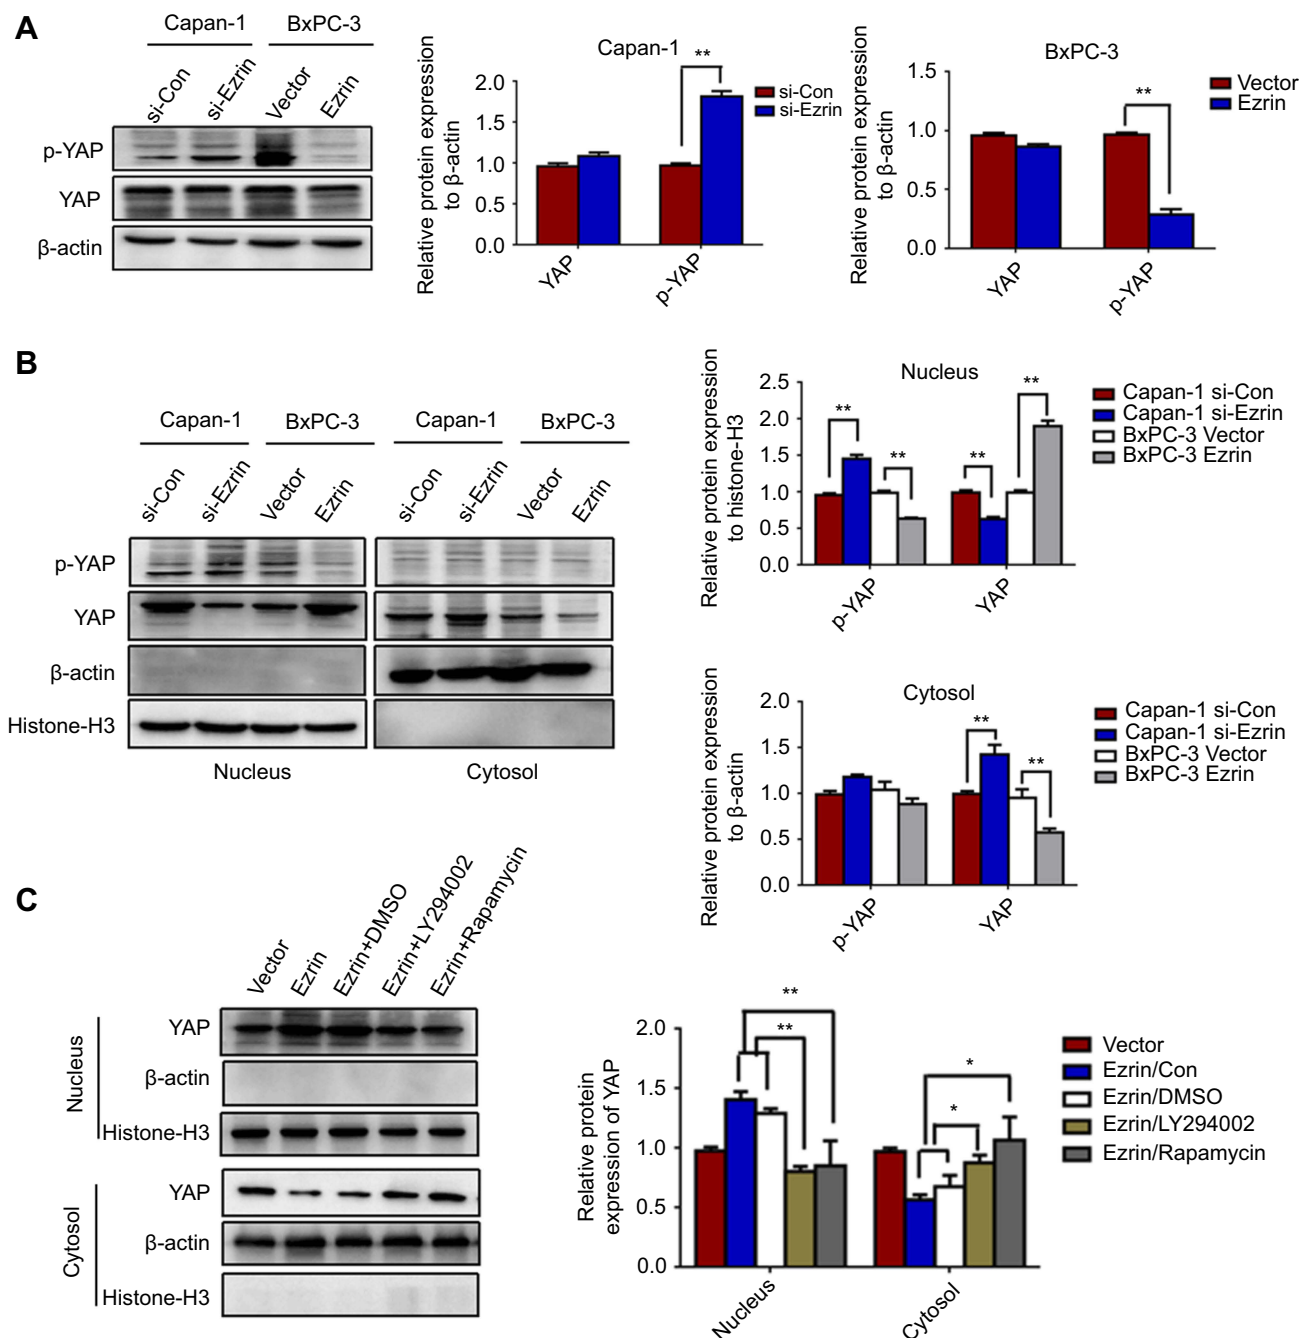 A
Capan-1
BxPC-3
si-Con
si-Ezrin
Vector
Ezrin
p-YAP
YAP
β-actin
Relative protein expression
to β-actin
Capan-1
**
2.0
1.5
1.0
0.5
0.0
YAP
p-YAP
si-Con
si-Ezrin
Relative protein expression
to β-actin
BxPC-3
**
1.5
1.0
0.5
0.0
YAP
p-YAP
Vector
Ezrin
B
Capan-1
BxPC-3
Capan-1
BxPC-3
si-Con
si-Ezrin
Vector
Ezrin
si-Con
si-Ezrin
Vector
Ezrin
p-YAP
YAP
β-actin
Histone-H3
Nucleus
Cytosol
Relative protein expression
to histone-H3
Nucleus
2.5
2.0
1.5
1.0
0.5
0.0
**
**
**
**
p-YAP
YAP
Capan-1 si-Con
Capan-1 si-Ezrin
BxPC-3 Vector
BxPC-3 Ezrin
Relative protein expression
to β-actin
Cytosol
2.0
1.5
1.0
0.5
0.0
**
**
p-YAP
YAP
Capan-1 si-Con
Capan-1 si-Ezrin
BxPC-3 Vector
BxPC-3 Ezrin
C
Vector
Ezrin
Ezrin+DMSO
Ezrin+LY294002
Ezrin+Rapamycin
Nucleus
YAP
β-actin
Histone-H3
Cytosol
YAP
β-actin
Histone-H3
Relative protein
expression of YAP
2.0
1.5
1.0
0.5
0.0
**
**
*
*
Nucleus
Cytosol
Vector
Ezrin/Con
Ezrin/DMSO
Ezrin/LY294002
Ezrin/Rapamycin